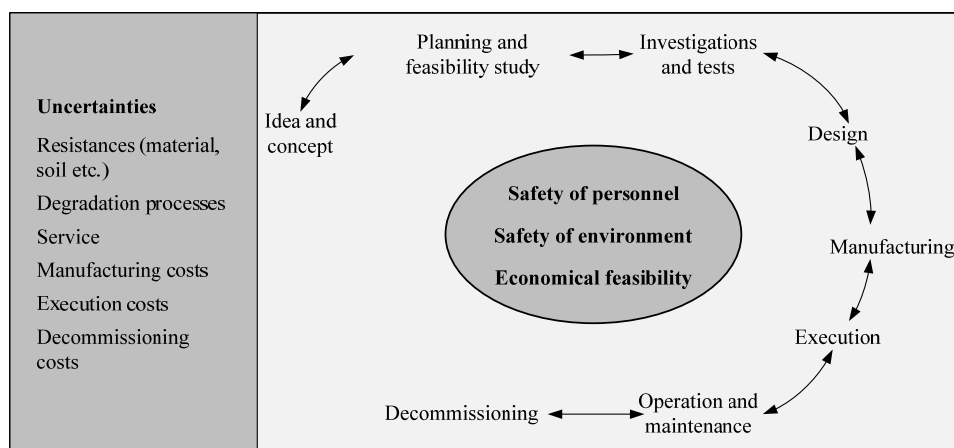 Uncertainties
Resistances (material,
soil etc.)
Degradation processes
Service
Manufacturing costs
Execution costs
Decommissioning
costs
Idea and
concept
Planning and
feasibility study
Investigations
and tests
Design
Manufacturing
Execution
Operation and
maintenance
Decommissioning
Safety of personnel
Safety of environment
Economical feasibility